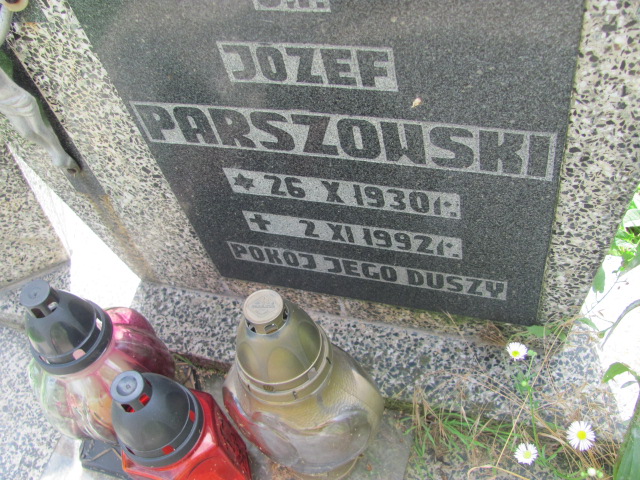 Ś.P.
JOZEF
PARSZOWSKI
✶ 26 X 1930 r.
+ 2 XI 1992 r.
POKOJ JEGO DUSZY